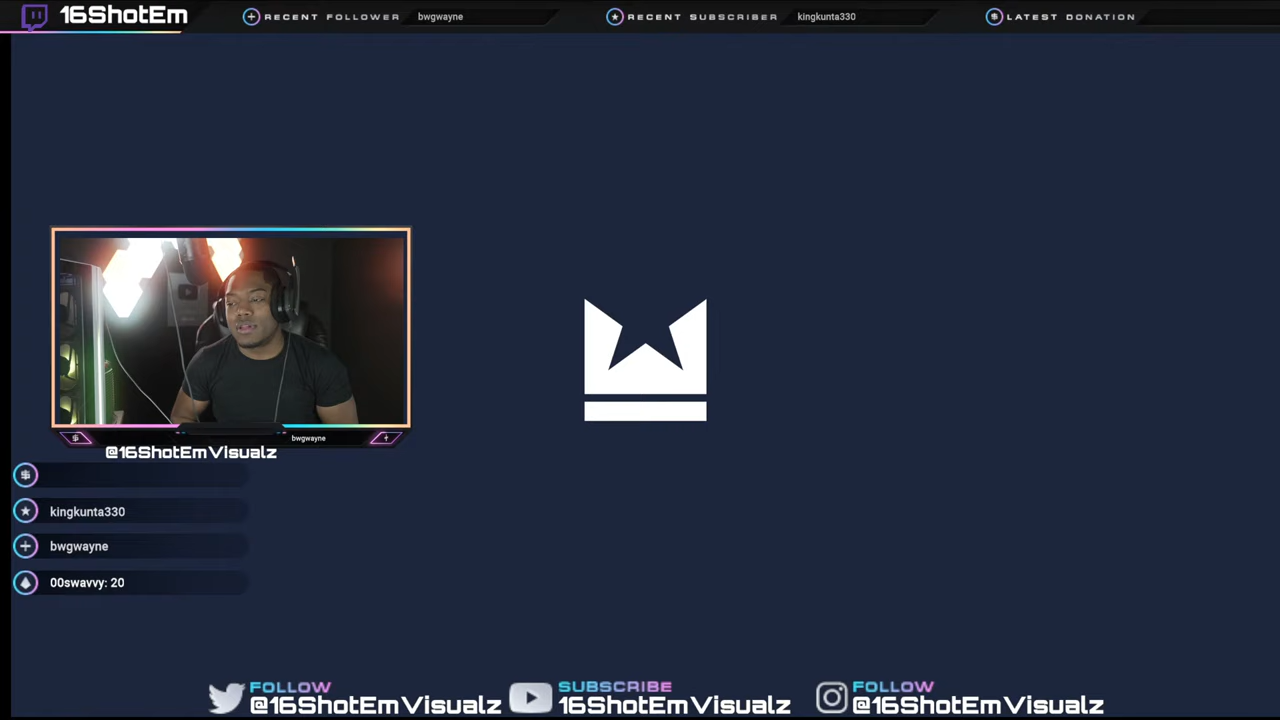 16ShotEm
RECENT FOLLOWER bwgwayne
RECENT SUBSCRIBER kingkunta330
LATEST DONATION
bwgwayne
@16ShotEmVisualz
kingkunta330
bwgwayne
00swavvy: 20
FOLLOW
@16ShotEmVisualz
SUBSCRIBE
16ShotEmVisualz
FOLLOW
@16ShotEmVisualz